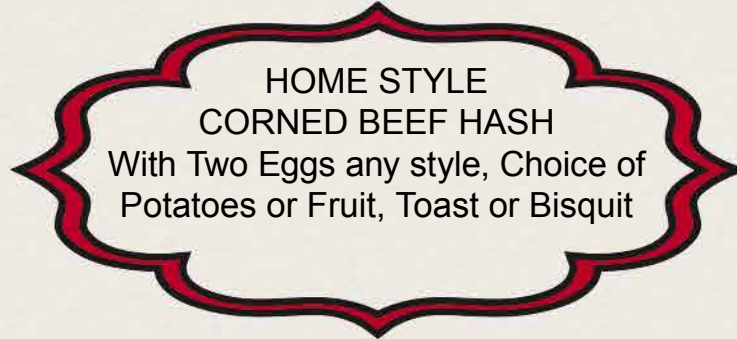 HOME STYLE
CORNED BEEF HASH
With Two Eggs any style, Choice of
Potatoes or Fruit, Toast or Bisquit